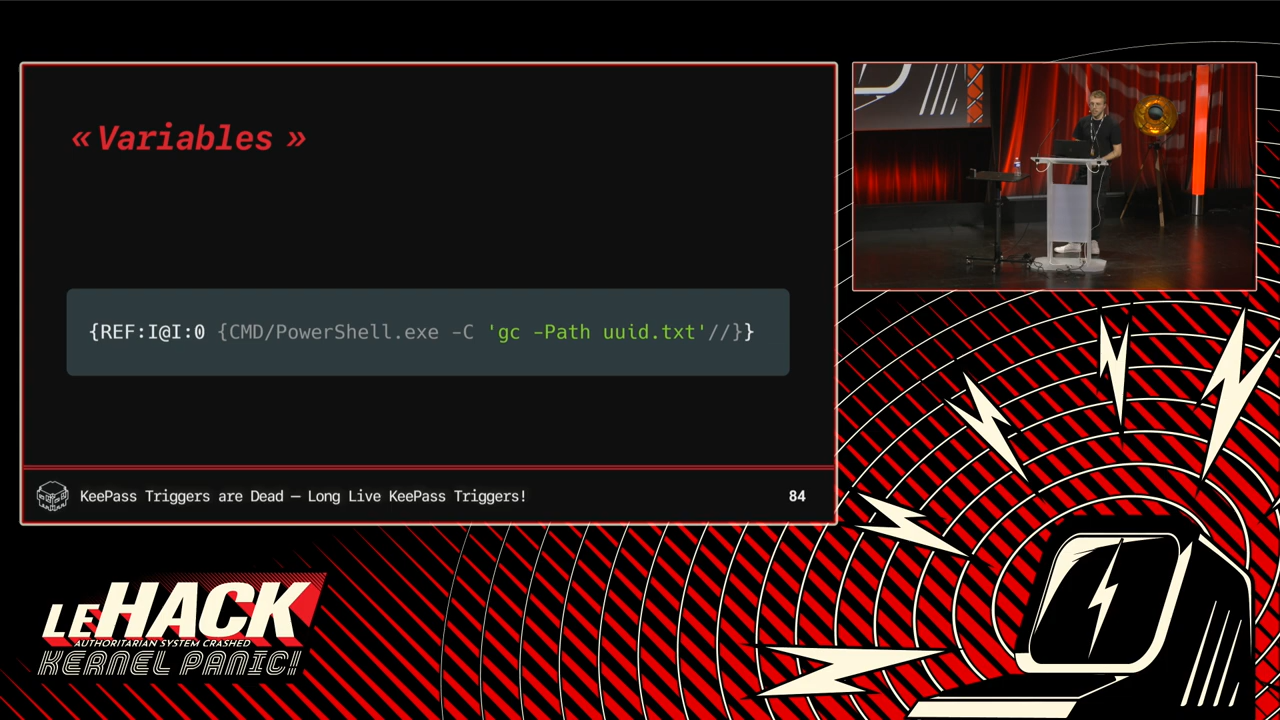 « Variables »
{REF:I@I:0 {CMD/PowerShell.exe -C 'gc -Path uuid.txt'//}}
KeePass Triggers are Dead — Long Live KeePass Triggers!
84
LEHACK
AUTHORITARIAN SYSTEM CRASHED
KERNEL PANIC!